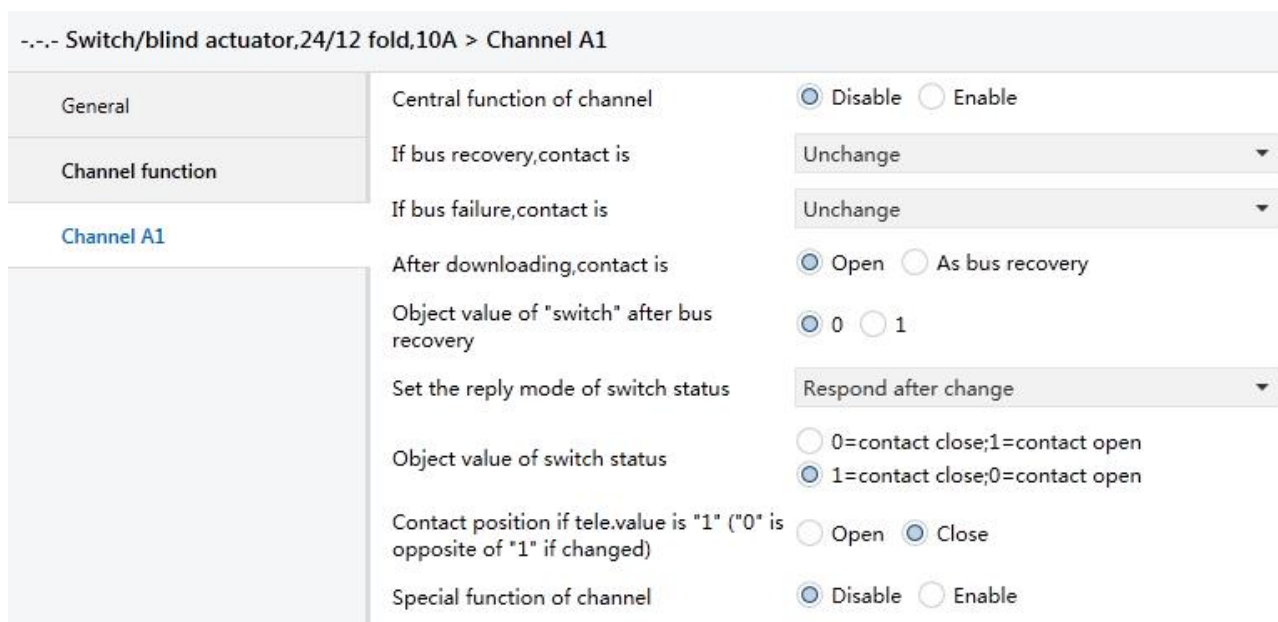 -.-.- Switch/blind actuator,24/12 fold,10A > Channel A1
General
Channel function
Channel A1
Central function of channel Disable Enable
If bus recovery,contact is Unchange
If bus failure,contact is Unchange
After downloading,contact is Open As bus recovery
Object value of "switch" after bus
recovery
0 1
Set the reply mode of switch status Respond after change
Object value of switch status
0=contact close;1=contact open
1=contact close;0=contact open
Contact position if tele.value is "1" ("0" is
opposite of "1" if changed)
Open Close
Special function of channel Disable Enable